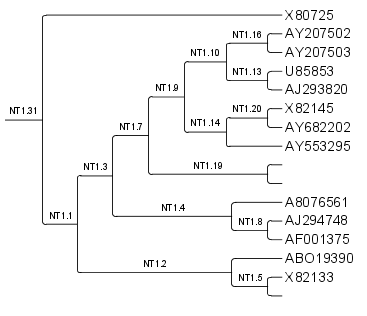 X80725
NT1.16
AY207502
NT1.10
AY207503
NT1.13
U85853
NT1.9
AJ293820
NT1.20
X82145
NT1.31
NT1.7
NT1.14
AY682202
AY553295
NT1.3
NT1.19
NT1.4
A8076561
NT1.1
NT1.8
AJ294748
AF001375
NT1.2
ABO19390
NT1.5
X82133